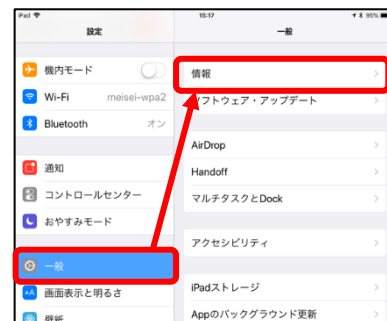 iPad
15:17
95%
設定
一般
機内モード
Wi-Fi meisei-wpa2
Bluetooth オン
通知
コントロールセンター
おやすみモード
一般
画面表示と明るさ
壁紙
情報
ソフトウェア・アップデート
AirDrop
Handoff
マルチタスクとDock
アクセシビリティ
iPadストレージ
Appのバックグラウンド更新